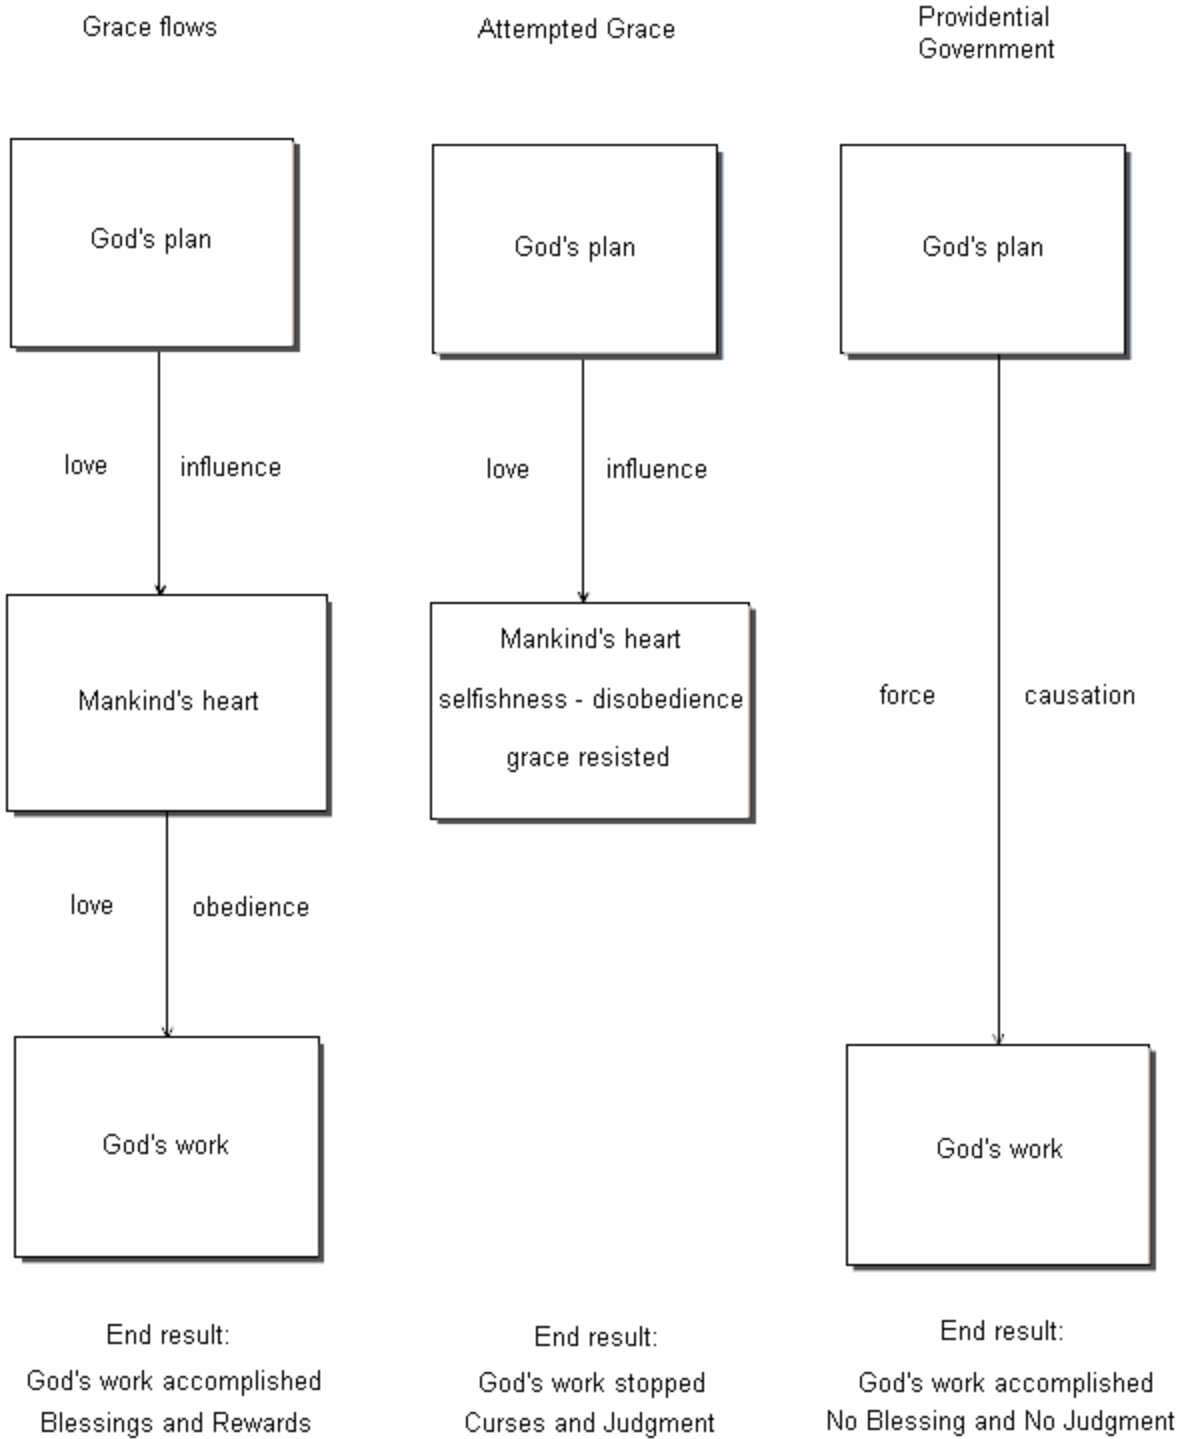 Grace flows
God's plan
love influence
Mankind's heart
love obedience
God's work
End result:
God's work accomplished
Blessings and Rewards
Attempted Grace
God's plan
love influence
Mankind's heart
selfishness - disobedience
grace resisted
End result:
God's work stopped
Curses and Judgment
Providential
Government
God's plan
force causation
God's work
End result:
God's work accomplished
No Blessing and No Judgment